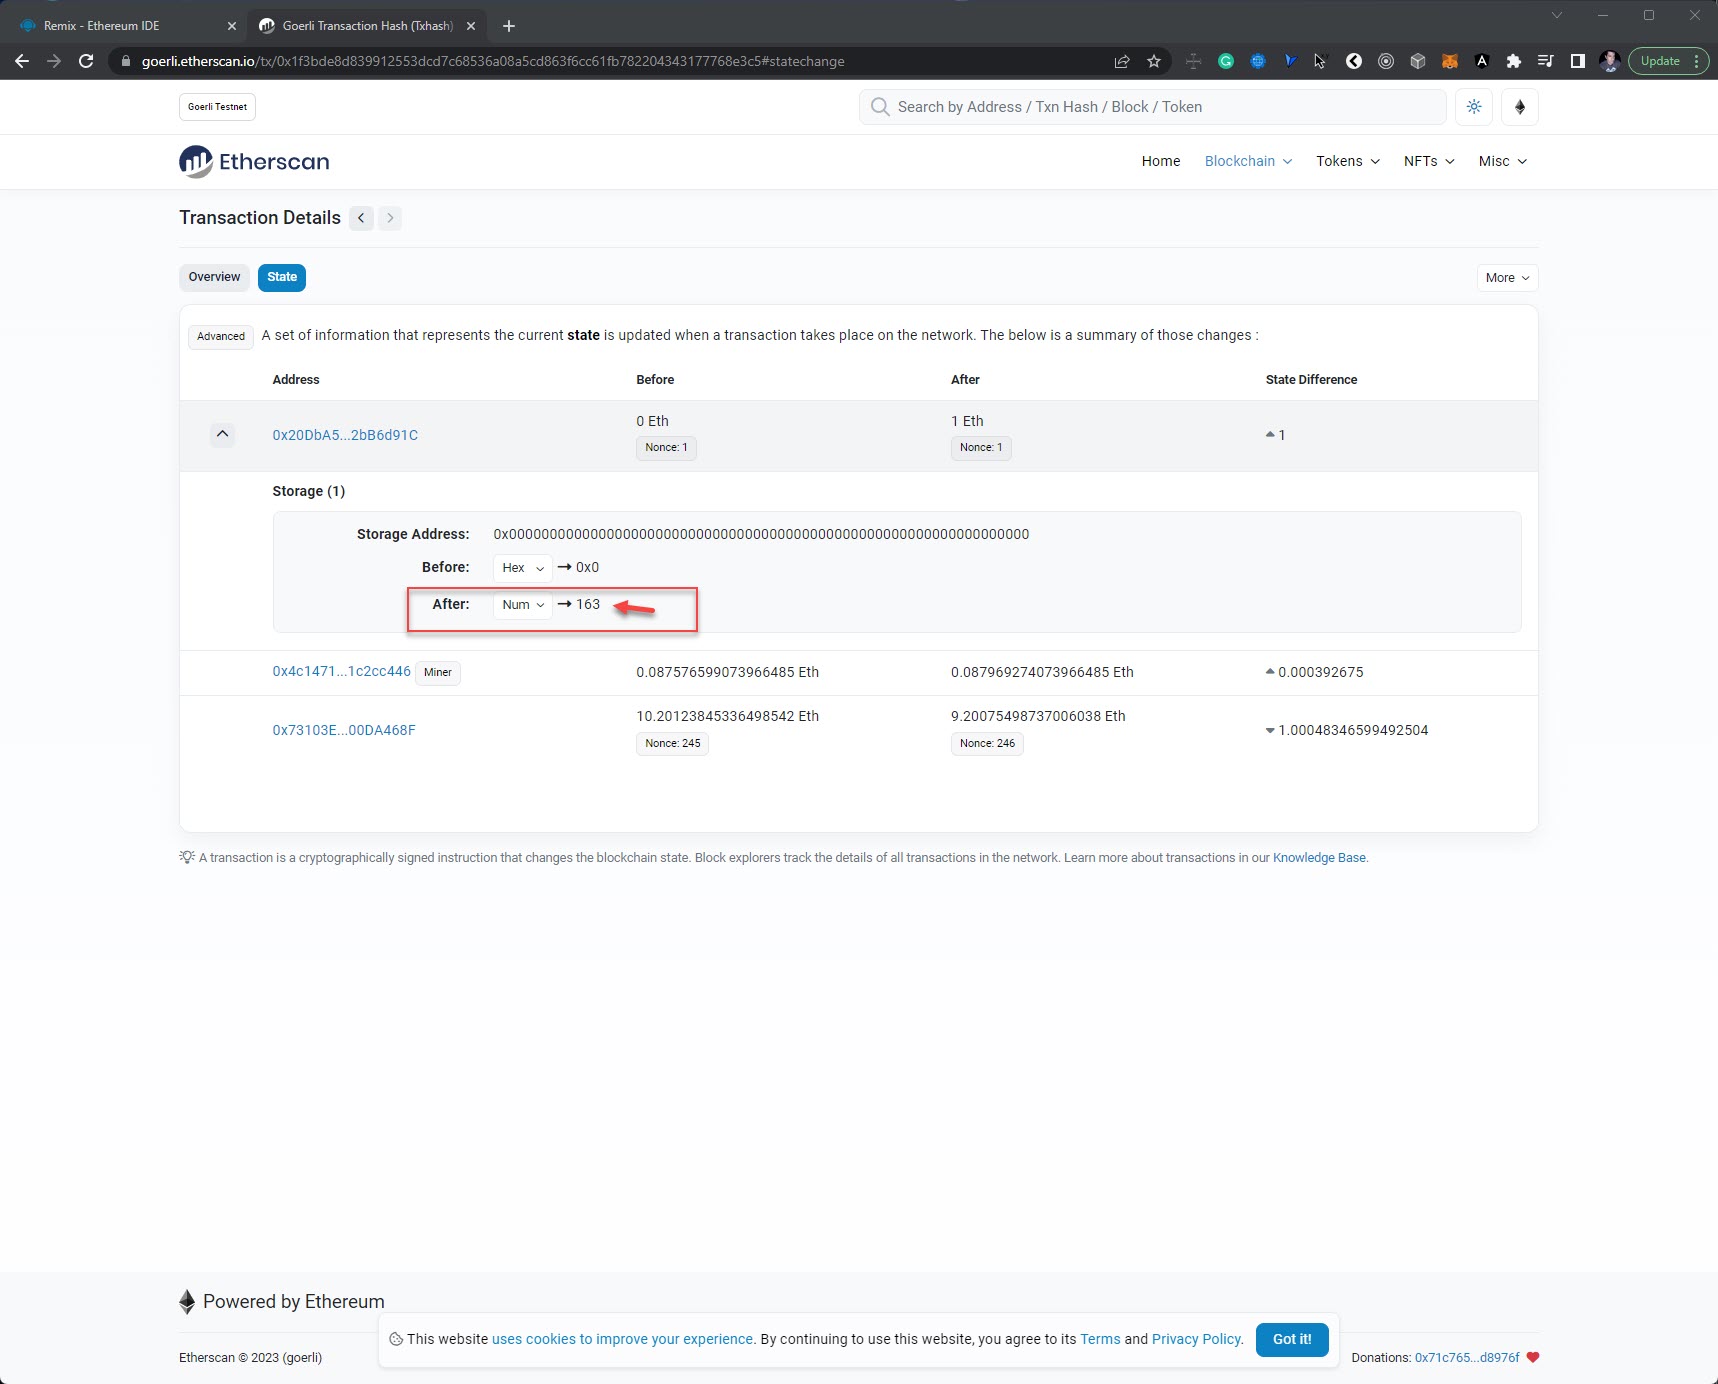 Remix - Ethereum IDE
Goerli Transaction Hash (Txhash)
goerli.etherscan.io/tx/0x1f3bde8d839912553dcd7c68536a08a5cd863f6cc61fb782204343177768e3c5#statechange
Update
Goerli Testnet
Search by Address / Txn Hash / Block / Token
Etherscan
Home Blockchain Tokens NFTs Misc
Transaction Details
Overview State More
Advanced A set of information that represents the current state is updated when a transaction takes place on the network. The below is a summary of those changes :
Address Before After State Difference
0 Eth 1 Eth
0x20DbA5...2bB6d91C 1
Nonce: 1 Nonce: 1
Storage (1)
Storage Address: 0x0000000000000000000000000000000000000000000000000000000000000000
Before: Hex → 0x0
After: Num → 163
0x4c1471...1c2cc446 Miner 0.087576599073966485 Eth 0.087969274073966485 Eth 0.000392675
10.20123845336498542 Eth 9.20075498737006038 Eth
0x73103E...00DA468F 1.00048346599492504
Nonce: 245 Nonce: 246
A transaction is a cryptographically signed instruction that changes the blockchain state. Block explorers track the details of all transactions in the network. Learn more about transactions in our Knowledge Base.
Powered by Ethereum
This website uses cookies to improve your experience. By continuing to use this website, you agree to its Terms and Privacy Policy. Got it!
Etherscan © 2023 (goerli) Donations: 0x71c765...d8976f